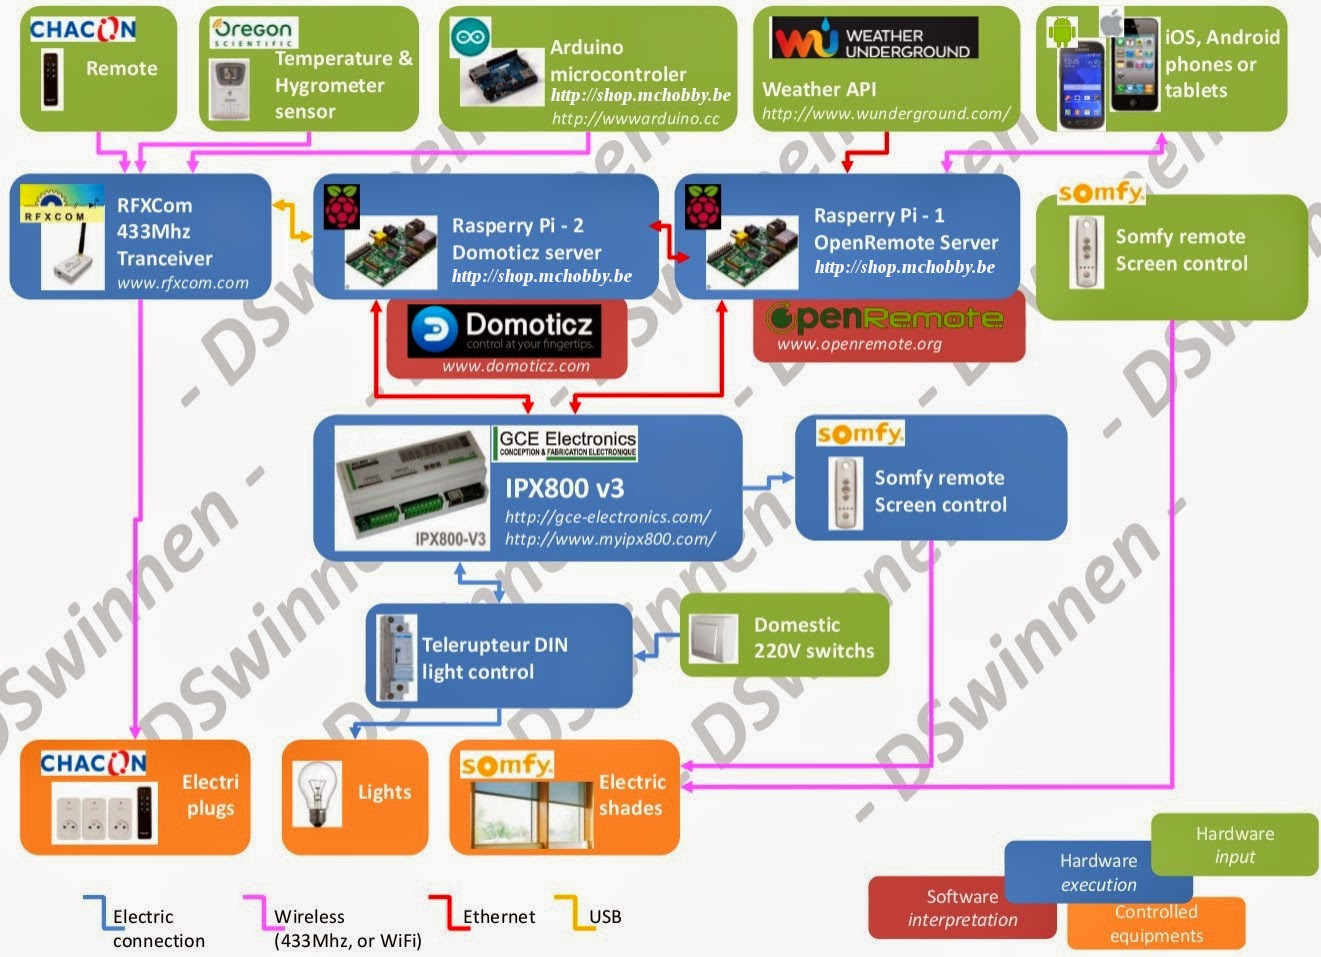 CHACON
Remote
Oregon
SCIENTIFIC
Temperature &
Hygrometer
sensor
Arduino
microcontroler
http://shop.mchobby.be
http://wwwarduino.cc
WEATHER
UNDERGROUND
Weather API
http://www.wunderground.com/
iOS, Android
phones or
tablets
RFXCOM
RFXCom
433Mhz
Tranceiver
www.rfxcom.com
Rasperry Pi - 2
Domoticz server
http://shop.mchobby.be
Rasperry Pi - 1
OpenRemote Server
http://shop.mchobby.be
somfy.
Somfy remote
Screen control
Domoticz
control at your fingertips.
www.domoticz.com
OpenRemote
www.openremote.org
GCE Electronics
CONCEPTION & FABRICATION ELECTRONIQUE
IPX800 v3
http://gce-electronics.com/
http://www.myipx800.com/
IPX800-V3
somfy.
Somfy remote
Screen control
Telerupteur DIN
light control
Domestic
220V switchs
CHACON
Electri
plugs
Lights
somfy.
Electric
shades
Hardware
input
Hardware
execution
Software
interpretation
Controlled
equipments
Electric
connection
Wireless
(433Mhz, or WiFi)
Ethernet
USB
- DSwinnen -
- DSwinnen -